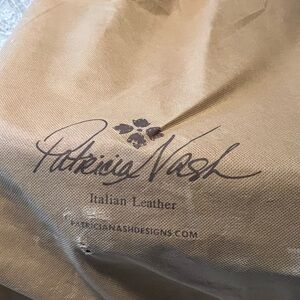 Patricia Nash
Italian Leather
PATRICIANASHDESIGNS.COM